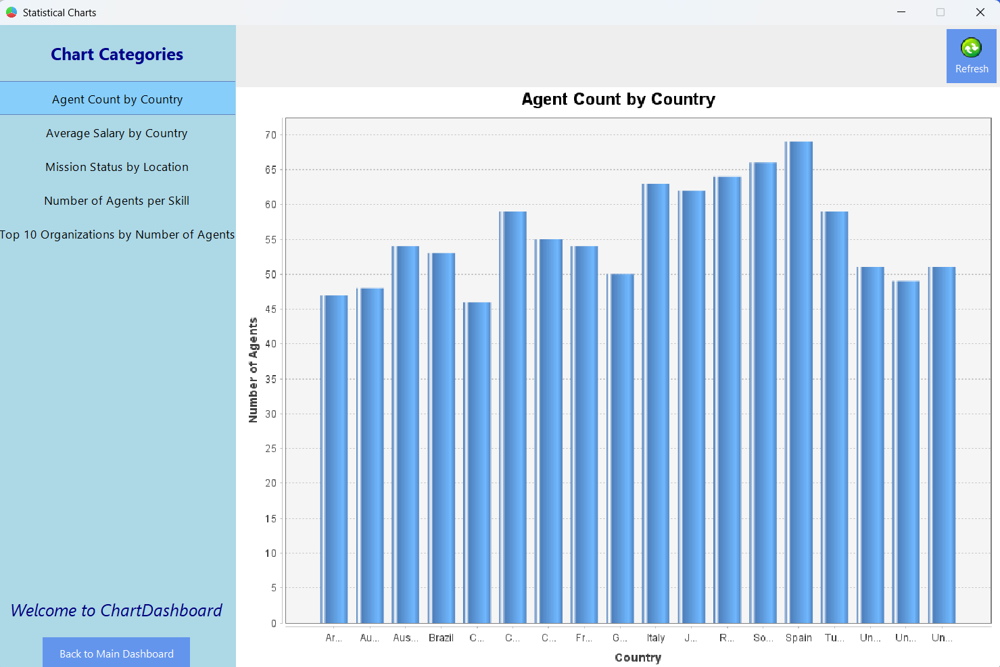 Statistical Charts
Chart Categories
Agent Count by Country
Average Salary by Country
Mission Status by Location
Number of Agents per Skill
Top 10 Organizations by Number of Agents
Welcome to ChartDashboard
Back to Main Dashboard
Refresh
Agent Count by Country
70
65
60
55
50
45
40
35
30
25
20
15
10
5
0
Number of Agents
Ar... Au... Aus... Brazil C... C... C... Fr... G... Italy J... R... So... Spain Tu... Un... Un... Un...
Country